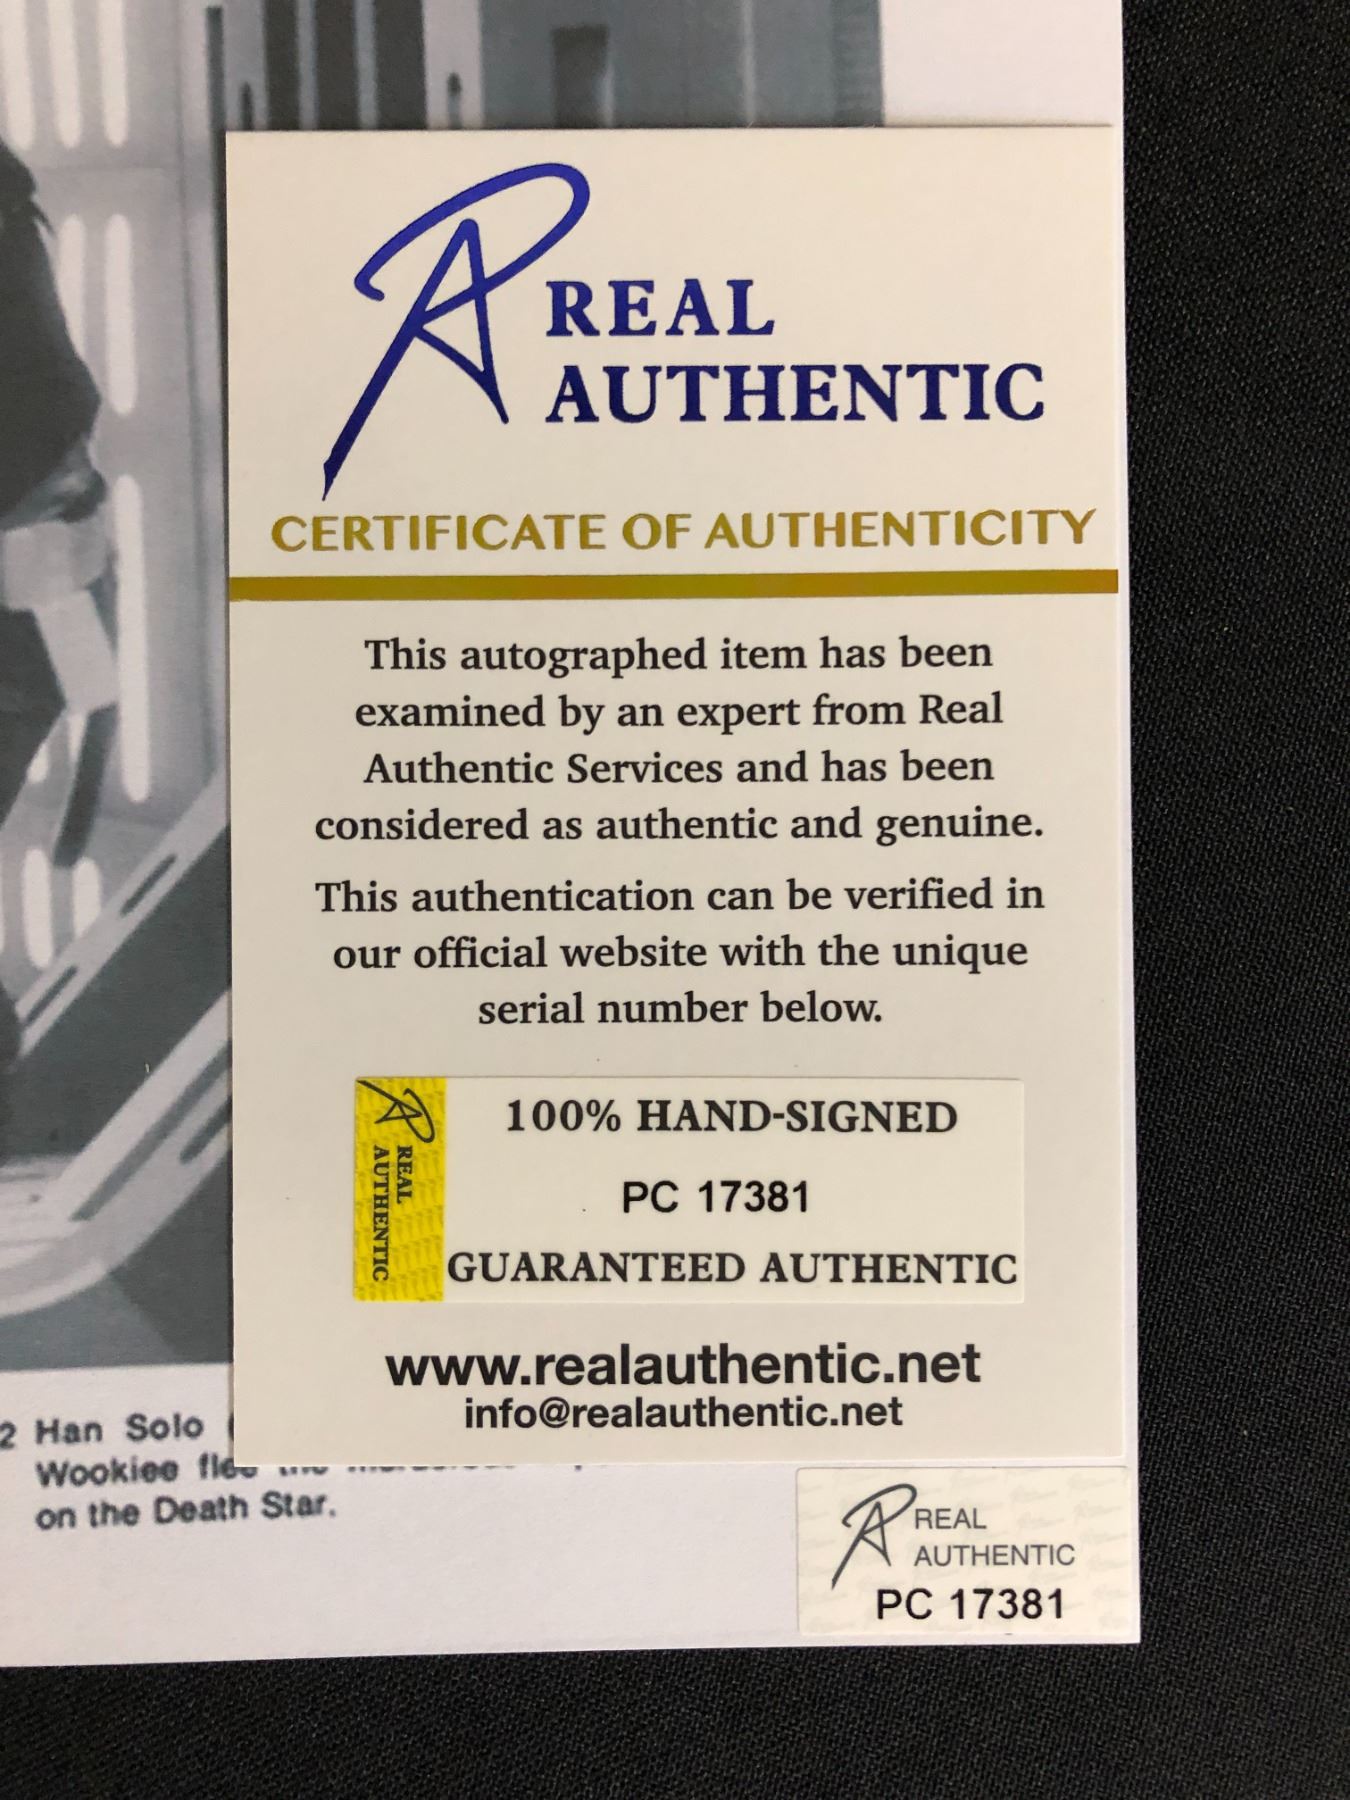 REAL
AUTHENTIC
CERTIFICATE OF AUTHENTICITY
This autographed item has been
examined by an expert from Real
Authentic Services and has been
considered as authentic and genuine.
This authentication can be verified in
our official website with the unique
serial number below.
REAL
AUTHENTIC
100% HAND-SIGNED
PC 17381
GUARANTEED AUTHENTIC
www.realauthentic.net
info@realauthentic.net
2 Han Solo (
Wookiee flee the
on the Death Star.
REAL
AUTHENTIC
PC 17381